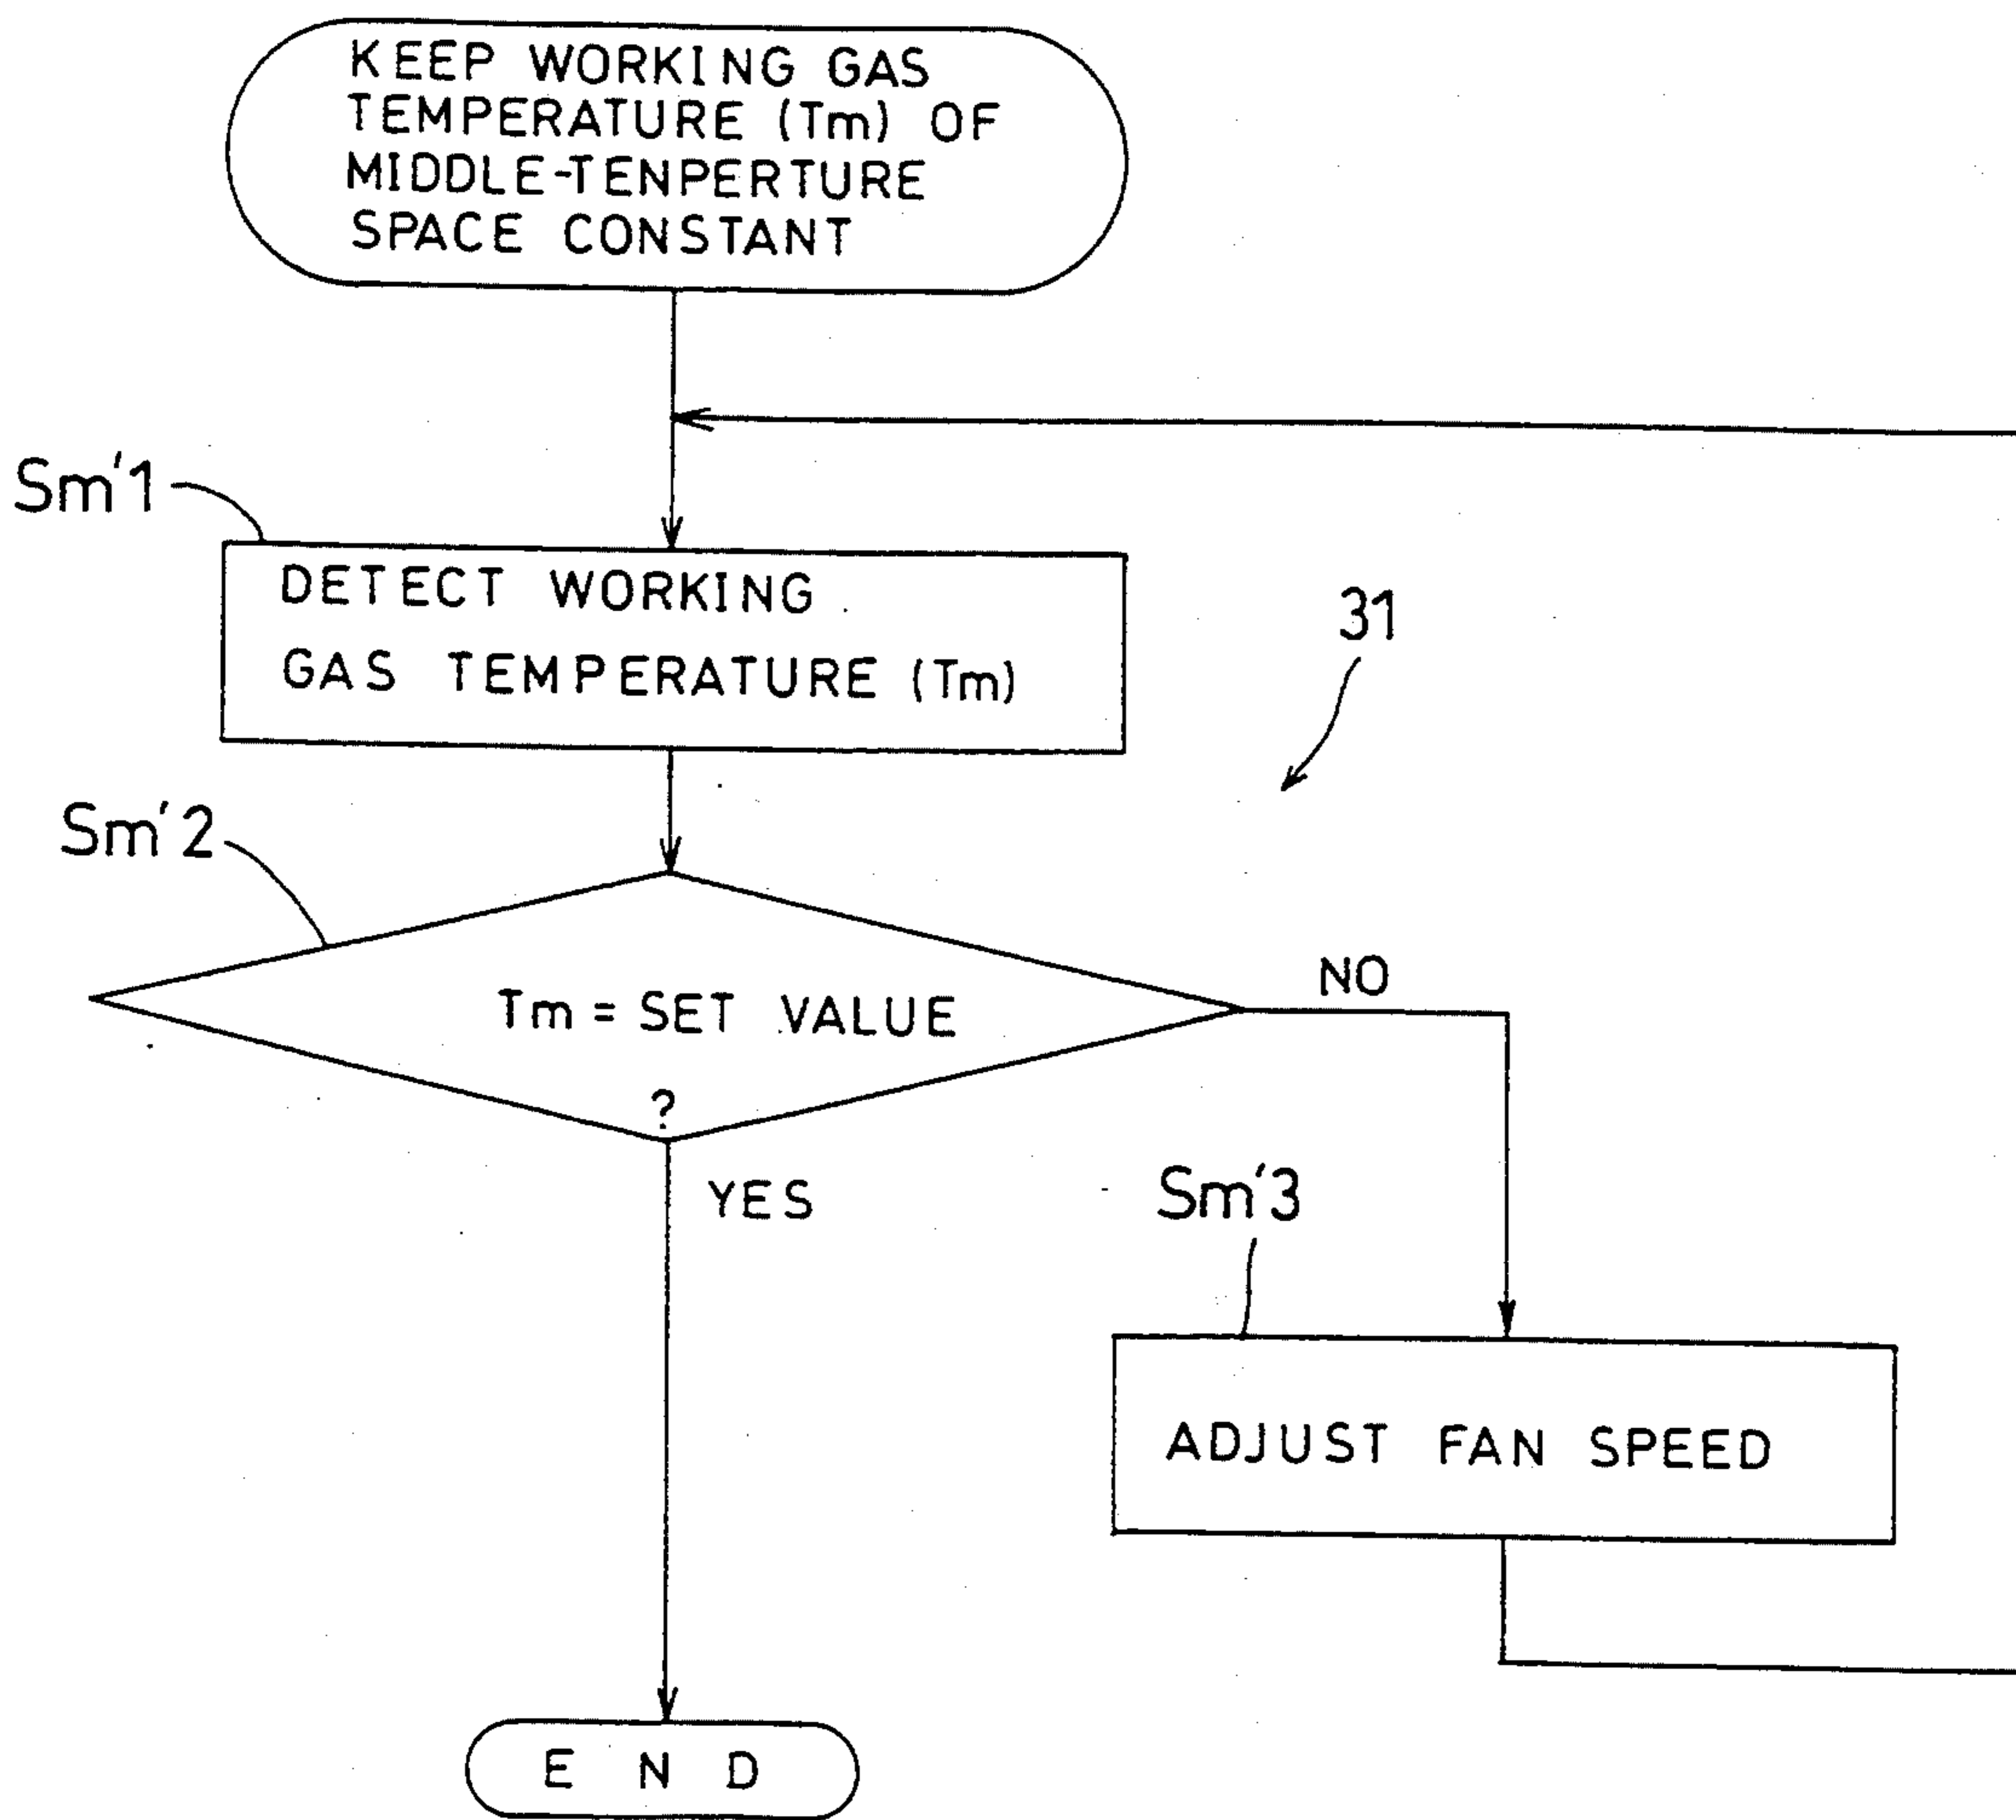 KEEP WORKING GAS
TEMPERATURE (Tm) OF
MIDDLE-TENPERTURE
SPACE CONSTANT
Sm'1
DETECT WORKING
GAS TEMPERATURE (Tm)
31
Sm'2
Tm = SET VALUE
?
NO
YES
Sm'3
ADJUST FAN SPEED
END